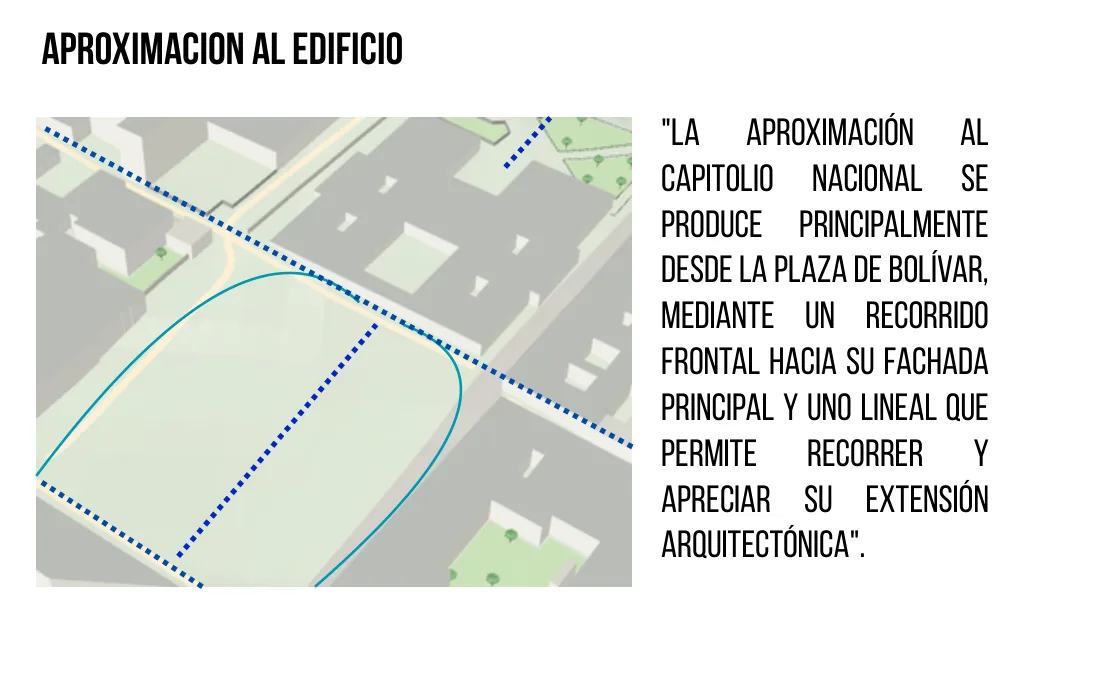 APROXIMACION AL EDIFICIO
"LA APROXIMACIÓN AL
CAPITOLIO NACIONAL SE
PRODUCE PRINCIPALMENTE
DESDE LA PLAZA DE BOLÍVAR,
MEDIANTE UN RECORRIDO
FRONTAL HACIA SU FACHADA
PRINCIPAL Y UNO LINEAL QUE
PERMITE RECORRER Y
APRECIAR SU EXTENSIÓN
ARQUITECTÓNICA".